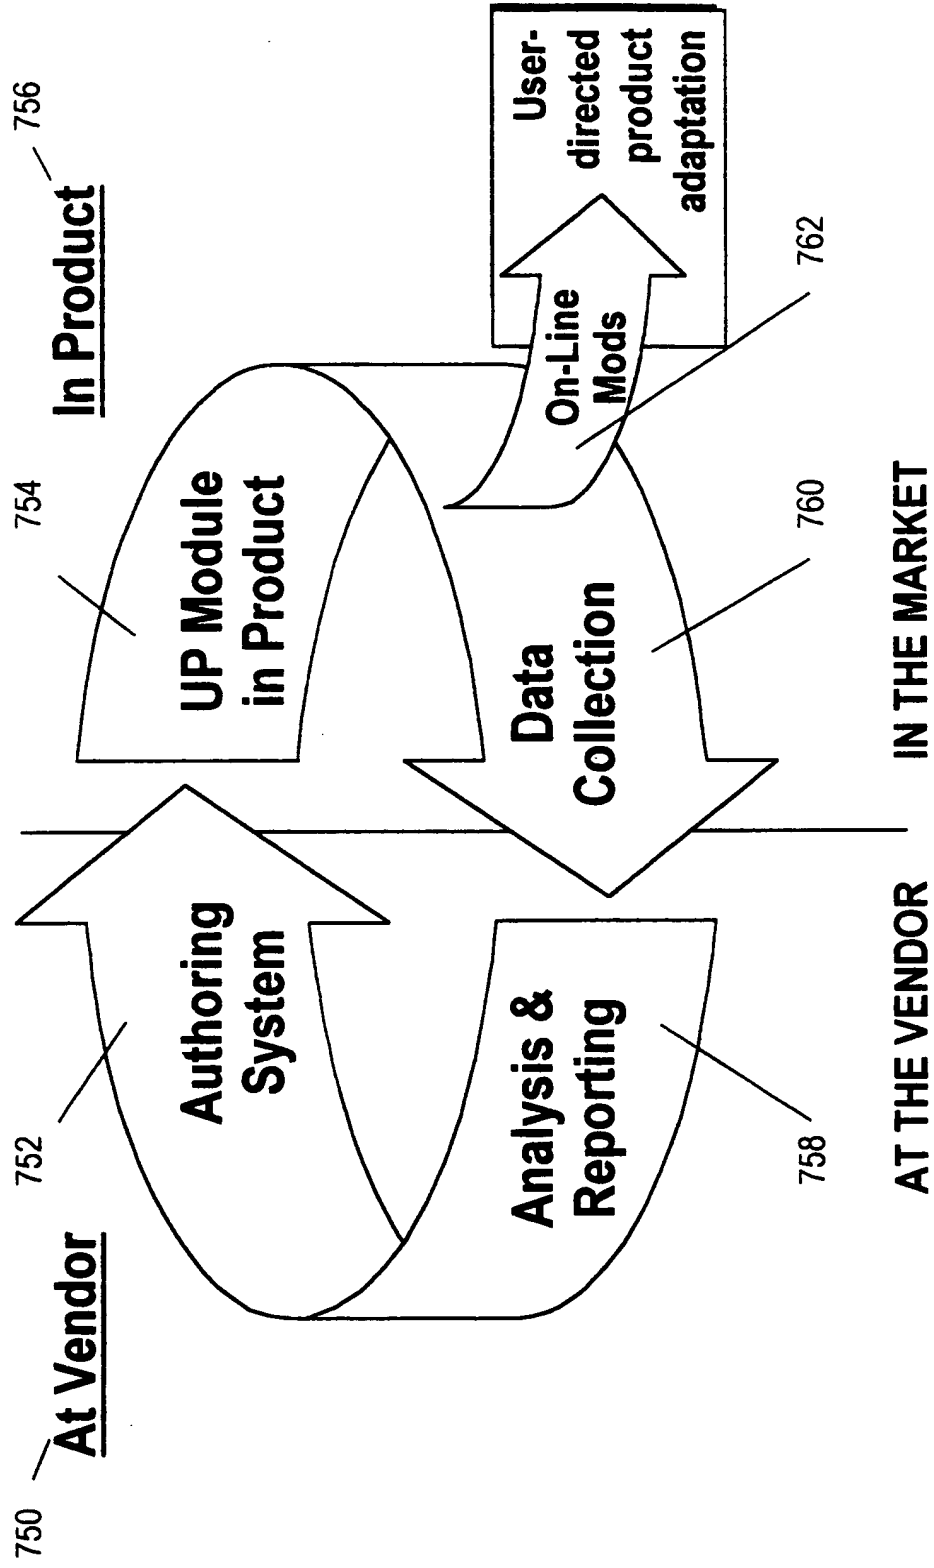 750
At Vendor
752
754
In Product
756
Authoring
System
UP Module
in Product
Analysis &
Reporting
Data
Collection
On-Line
Mods
User-
directed
product
adaptation
758
760
762
AT THE VENDOR
IN THE MARKET